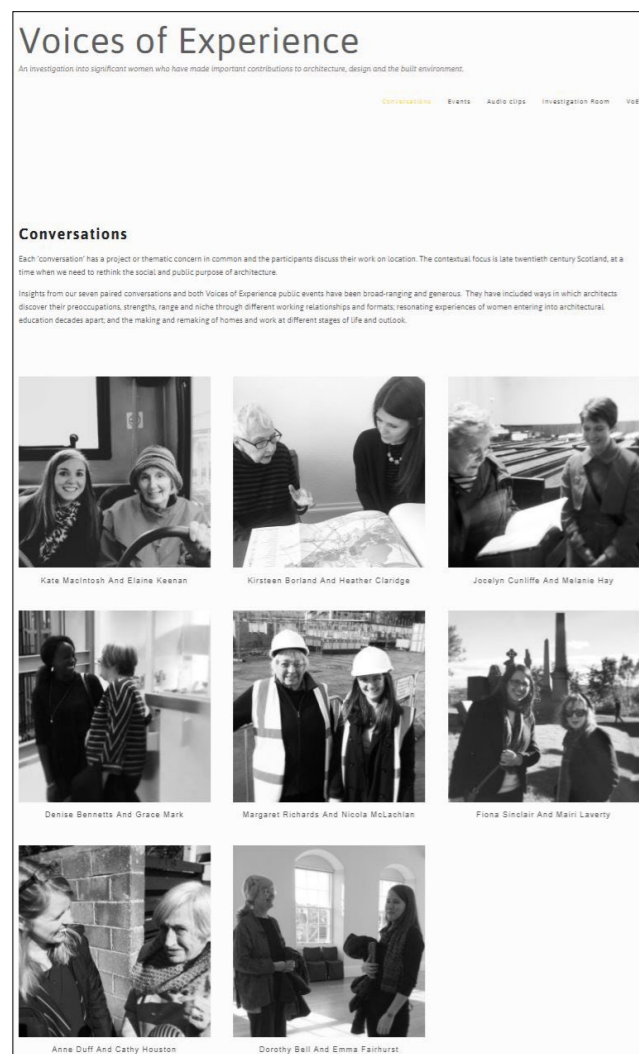 Voices of Experience
An investigation into significant women who have made important contributions to architecture, design and the built environment.
Conversations Events Audio clips Investigation Room VoE
Conversations
Each 'conversation' has a project or thematic concern in common and the participants discuss their work on location. The contextual focus is late twentieth century Scotland, at a
time when we need to rethink the social and public purpose of architecture.
Insights from our seven paired conversations and both Voices of Experience public events have been broad-ranging and generous. They have included ways in which architects
discover their preoccupations, strengths, range and niche through different working relationships and formats; resonating experiences of women entering into architectural
education decades apart; and the making and remaking of homes and work at different stages of life and outlook.
Kate MacIntosh And Elaine Keenan
Kirsteen Borland And Heather Claridge
Jocelyn Cunliffe And Melanie Hay
Denise Bennetts And Grace Mark
Margaret Richards And Nicola McLachlan
Fiona Sinclair And Mairi Laverty
Anne Duff And Cathy Houston
Dorothy Bell And Emma Fairhurst